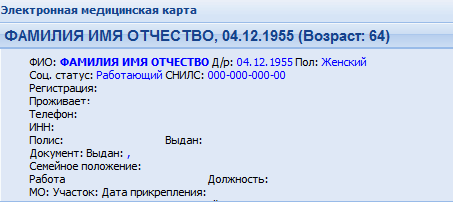 Электронная медицинская карта
ФАМИЛИЯ ИМЯ ОТЧЕСТВО, 04.12.1955 (Возраст: 64)
ФИО: ФАМИЛИЯ ИМЯ ОТЧЕСТВО Д/р: 04.12.1955 Пол: Женский
Соц. статус: Работающий СНИЛС: 000-000-000-00
Регистрация:
Проживает:
Телефон:
ИНН:
Полис: Выдан:
Документ: Выдан: ,
Семейное положение:
Работа Должность:
МО: Участок: Дата прикрепления: